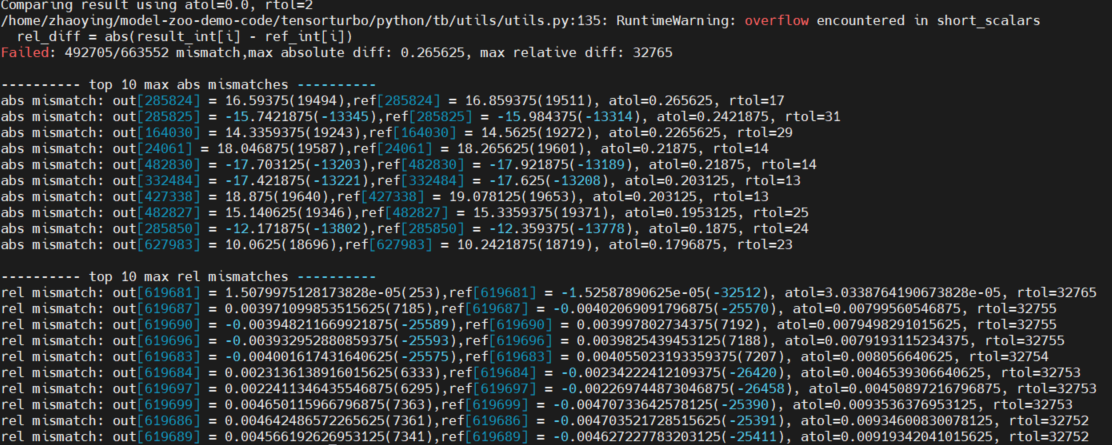 Comparing result using atol=0.0, rtol=2
/home/zhaoying/model-zoo-demo-code/tensorturbo/python/tb/utils/utils.py:135: RuntimeWarning: overflow encountered in short_scalars
  rel_diff = abs(result_int[i] - ref_int[i])
Failed: 492705/663552 mismatch,max absolute diff: 0.265625, max relative diff: 32765

---------- top 10 max abs mismatches ----------
abs mismatch: out[285824] = 16.59375(19494),ref[285824] = 16.859375(19511), atol=0.265625, rtol=17
abs mismatch: out[285825] = -15.7421875(-13345),ref[285825] = -15.984375(-13314), atol=0.2421875, rtol=31
abs mismatch: out[164030] = 14.3359375(19243),ref[164030] = 14.5625(19272), atol=0.2265625, rtol=29
abs mismatch: out[24061] = 18.046875(19587),ref[24061] = 18.265625(19601), atol=0.21875, rtol=14
abs mismatch: out[482830] = -17.703125(-13203),ref[482830] = -17.921875(-13189), atol=0.21875, rtol=14
abs mismatch: out[332484] = -17.421875(-13221),ref[332484] = -17.625(-13208), atol=0.203125, rtol=13
abs mismatch: out[427338] = 18.875(19640),ref[427338] = 19.078125(19653), atol=0.203125, rtol=13
abs mismatch: out[482827] = 15.140625(19346),ref[482827] = 15.3359375(19371), atol=0.1953125, rtol=25
abs mismatch: out[285850] = -12.171875(-13802),ref[285850] = -12.359375(-13778), atol=0.1875, rtol=24
abs mismatch: out[627983] = 10.0625(18696),ref[627983] = 10.2421875(18719), atol=0.1796875, rtol=23

---------- top 10 max rel mismatches ----------
rel mismatch: out[619681] = 1.5079975128173828e-05(253),ref[619681] = -1.52587890625e-05(-32512), atol=3.0338764190673828e-05, rtol=32765
rel mismatch: out[619687] = 0.003971099853515625(7185),ref[619687] = -0.00402069091796875(-25570), atol=0.00799560546875, rtol=32755
rel mismatch: out[619690] = -0.003948211669921875(-25589),ref[619690] = 0.003997802734375(7192), atol=0.0079498291015625, rtol=32755
rel mismatch: out[619696] = -0.003932952880859375(-25593),ref[619696] = 0.0039825439453125(7188), atol=0.0079193115234375, rtol=32755
rel mismatch: out[619683] = -0.004001617431640625(-25575),ref[619683] = 0.004055023193359375(7207), atol=0.008056640625, rtol=32754
rel mismatch: out[619684] = 0.0023136138916015625(6333),ref[619684] = -0.00234222412109375(-26420), atol=0.0046539306640625, rtol=32753
rel mismatch: out[619697] = 0.0022411346435546875(6295),ref[619697] = -0.002269744873046875(-26458), atol=0.00450897216796875, rtol=32753
rel mismatch: out[619699] = 0.004650115966796875(7363),ref[619699] = -0.00470733642578125(-25390), atol=0.0093536376953125, rtol=32753
rel mismatch: out[619686] = 0.004642486572265625(7361),ref[619686] = -0.004703521728515625(-25391), atol=0.00934600830078125, rtol=32752
rel mismatch: out[619689] = 0.004566192626953125(7341),ref[619689] = -0.004627227783203125(-25411), atol=0.00919342041015625, rtol=32752